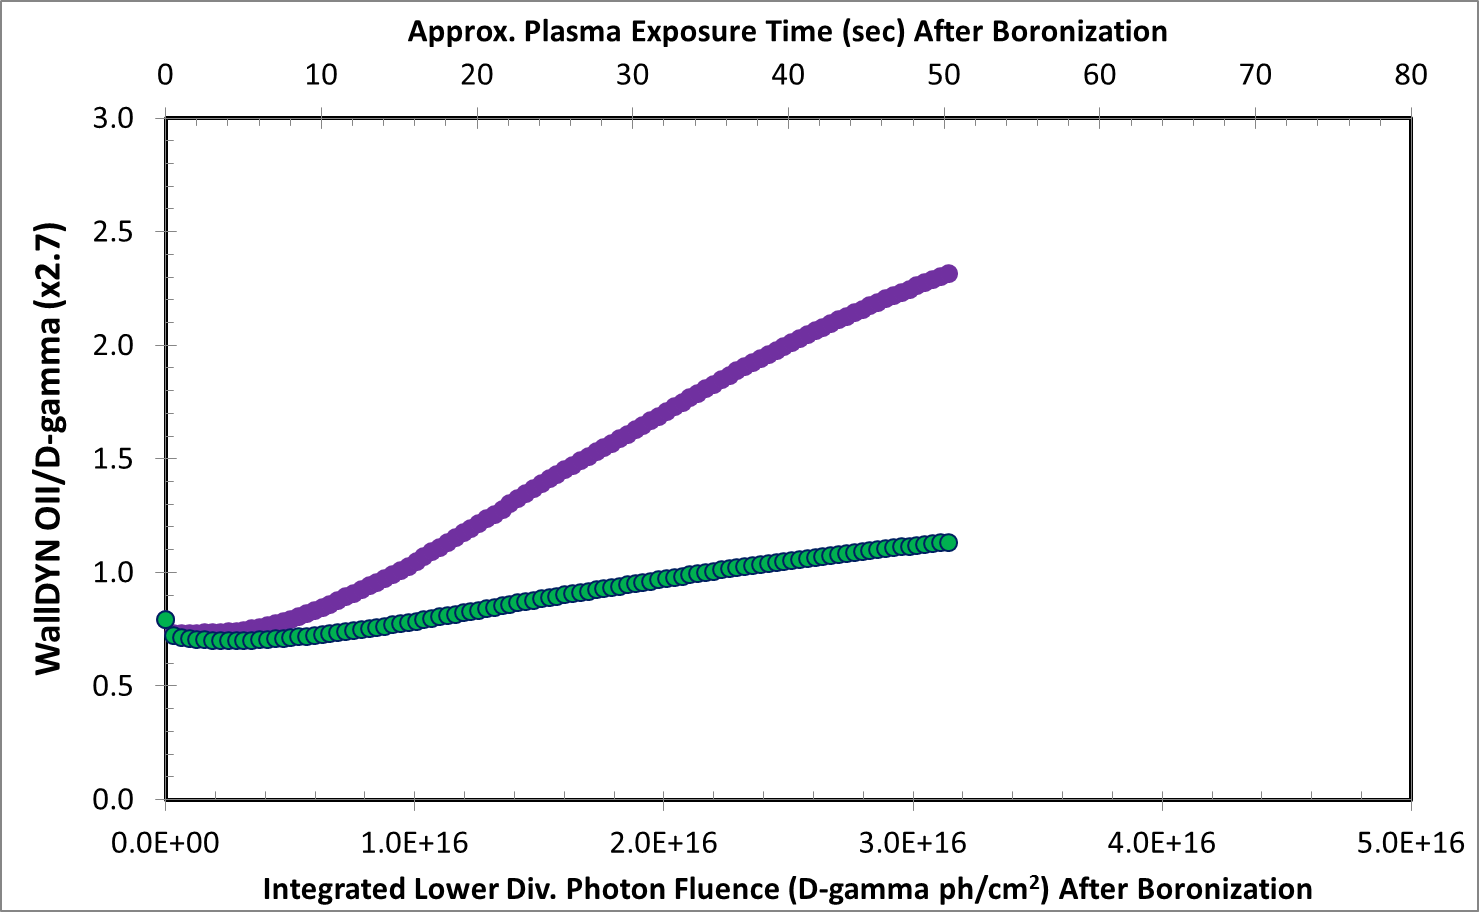 Approx. Plasma Exposure Time (sec) After Boronization
0 10 20 30 40 50 60 70 80
3.0
2.5
2.0
1.5
1.0
0.5
0.0
WallDYN OII/D-gamma (x2.7)
0.0E+00 1.0E+16 2.0E+16 3.0E+16 4.0E+16 5.0E+16
Integrated Lower Div. Photon Fluence (D-gamma ph/cm²) After Boronization